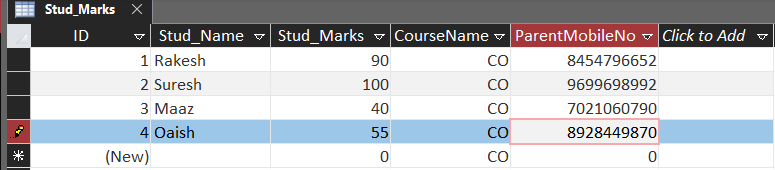 Stud_Marks
ID Stud_Name Stud_Marks CourseName ParentMobileNo Click to Add
1 Rakesh 90 CO 8454796652
2 Suresh 100 CO 9699698992
3 Maaz 40 CO 7021060790
4 Oaish 55 CO 8928449870
(New) 0 CO 0